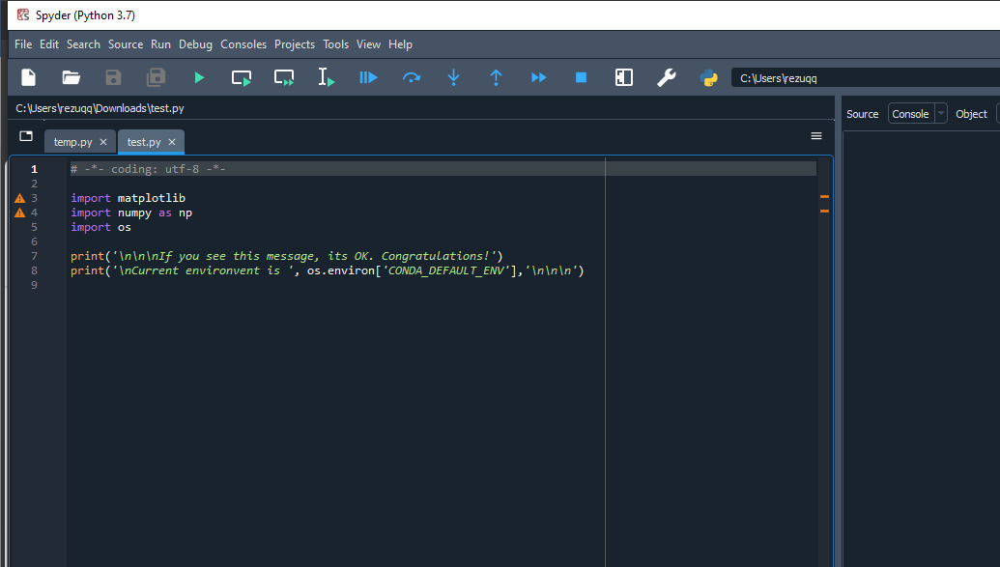 Spyder (Python 3.7)
File Edit Search Source Run Debug Consoles Projects Tools View Help
C:\Users\rezuqq
C:\Users\rezuqq\Downloads\test.py
Source Console Object
temp.py test.py
1 # -*- coding: utf-8 -*-
2
3 import matplotlib
4 import numpy as np
5 import os
6
7 print('\n\n\nIf you see this message, its OK. Congratulations!')
8 print('\nCurrent environvent is ', os.environ['CONDA_DEFAULT_ENV'],'\n\n\n')
9